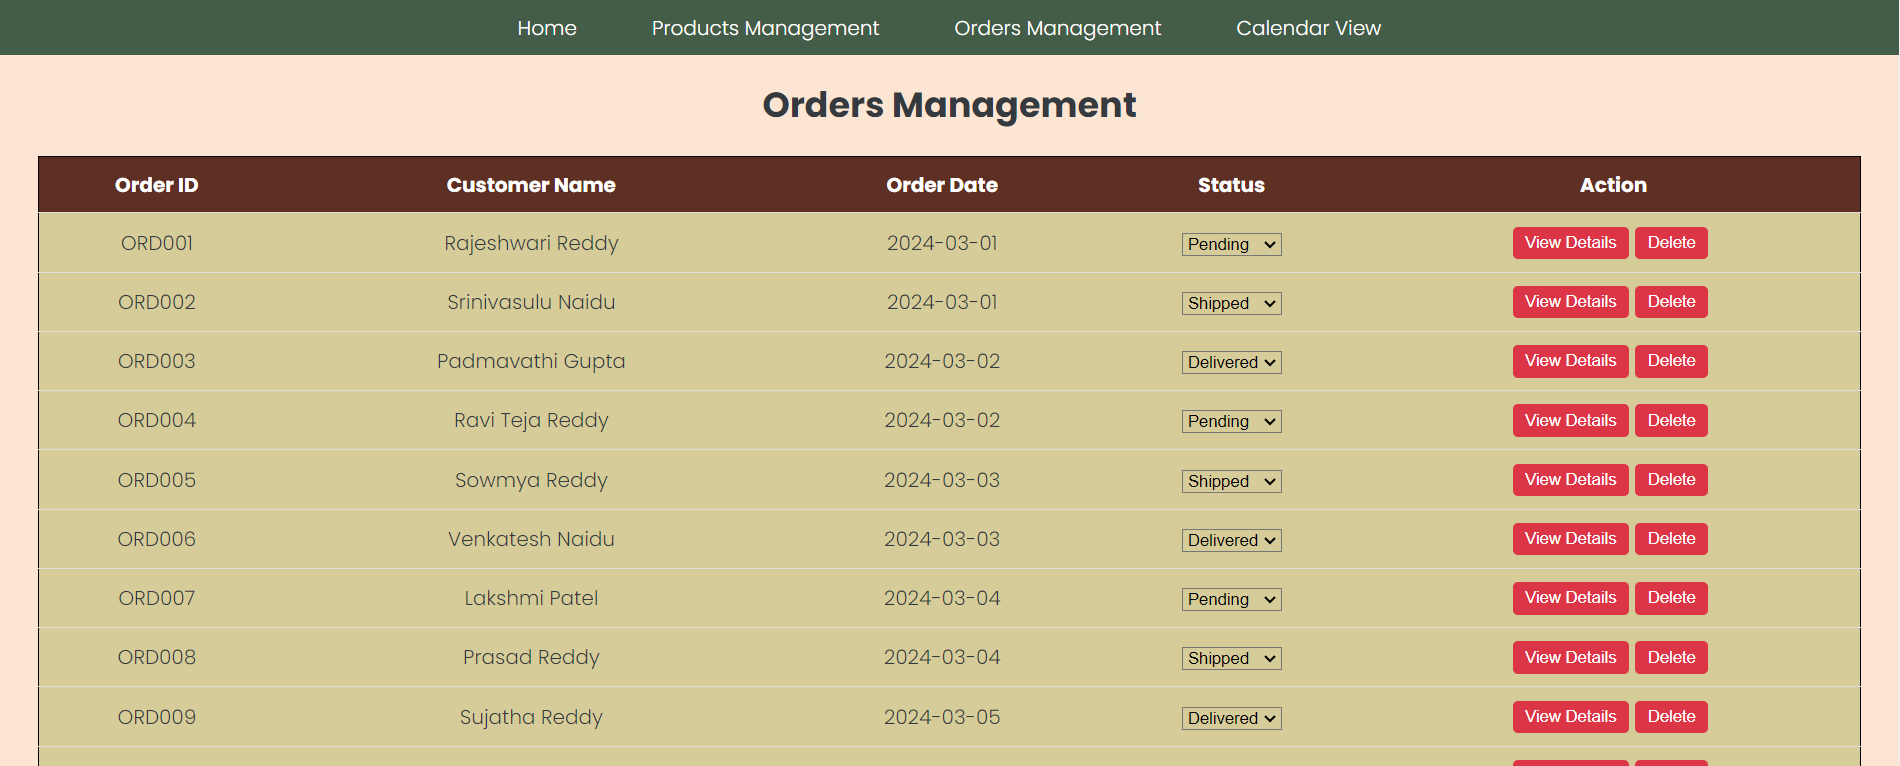 Home Products Management Orders Management Calendar View
Orders Management
Order ID Customer Name Order Date Status Action
ORD001 Rajeshwari Reddy 2024-03-01 Pending View Details Delete
ORD002 Srinivasulu Naidu 2024-03-01 Shipped View Details Delete
ORD003 Padmavathi Gupta 2024-03-02 Delivered View Details Delete
ORD004 Ravi Teja Reddy 2024-03-02 Pending View Details Delete
ORD005 Sowmya Reddy 2024-03-03 Shipped View Details Delete
ORD006 Venkatesh Naidu 2024-03-03 Delivered View Details Delete
ORD007 Lakshmi Patel 2024-03-04 Pending View Details Delete
ORD008 Prasad Reddy 2024-03-04 Shipped View Details Delete
ORD009 Sujatha Reddy 2024-03-05 Delivered View Details Delete